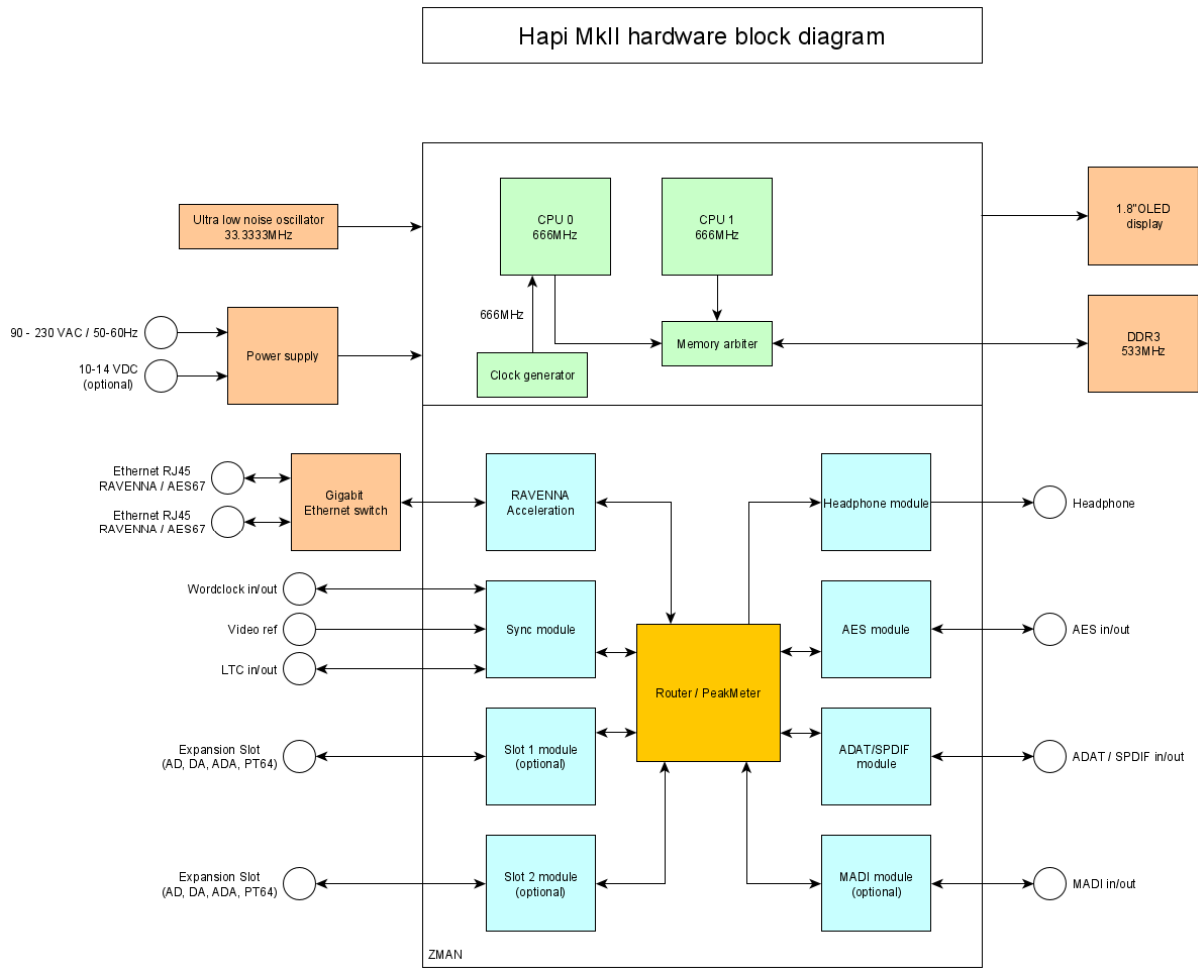 Hapi MkII hardware block diagram
Ultra low noise oscillator
33.3333MHz
CPU 0
666MHz
CPU 1
666MHz
1.8"OLED
display
90 - 230 VAC / 50-60Hz
10-14 VDC
(optional)
Power supply
666MHz
Clock generator
Memory arbiter
DDR3
533MHz
Ethernet RJ45
RAVENNA / AES67
Ethernet RJ45
RAVENNA / AES67
Gigabit
Ethernet switch
RAVENNA
Acceleration
Headphone module
Headphone
Wordclock in/out
Video ref
LTC in/out
Sync module
Router / PeakMeter
AES module
AES in/out
Expansion Slot
(AD, DA, ADA, PT64)
Slot 1 module
(optional)
ADAT/SPDIF
module
ADAT / SPDIF in/out
Expansion Slot
(AD, DA, ADA, PT64)
Slot 2 module
(optional)
MADI module
(optional)
MADI in/out
ZMAN